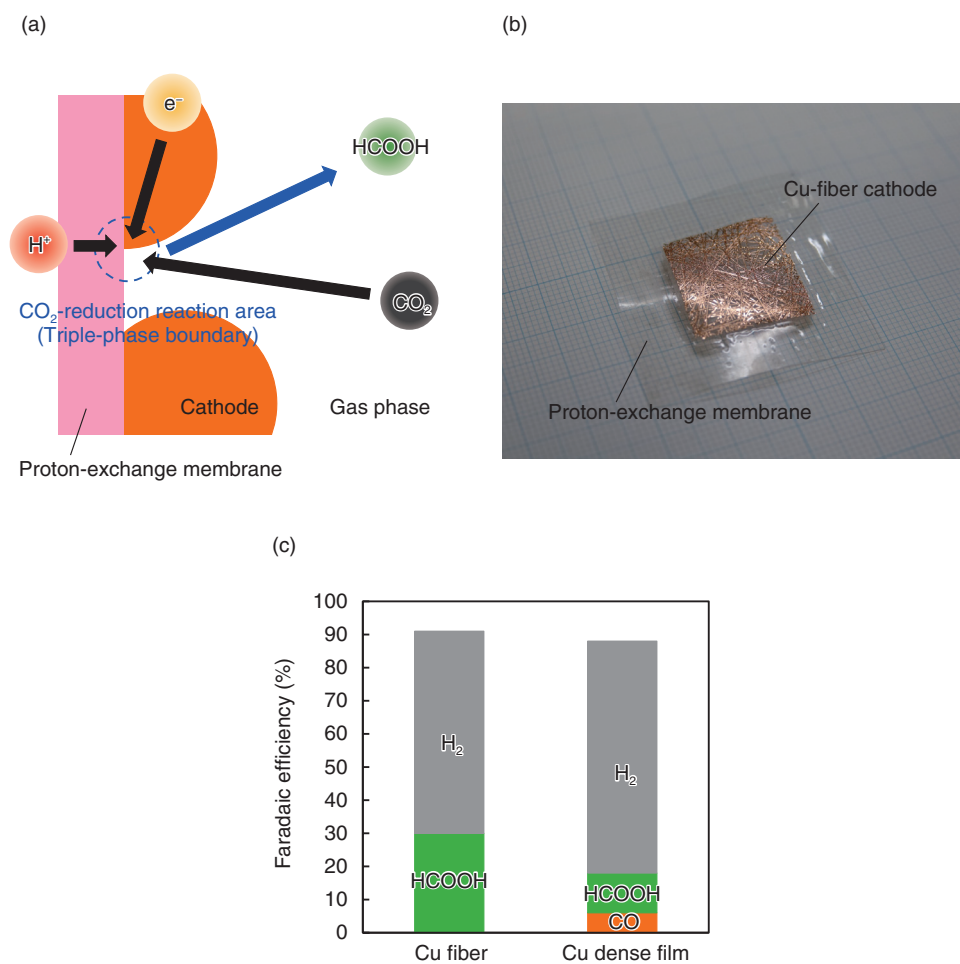 (a)
e⁻
HCOOH
H⁺
CO₂
CO₂-reduction reaction area
(Triple-phase boundary)
Cathode
Gas phase
Proton-exchange membrane
(b)
Cu-fiber cathode
Proton-exchange membrane
(c)
Faradaic efficiency (%)
100
90
80
70
60
50
40
30
20
10
0
H₂
HCOOH
H₂
HCOOH
CO
Cu fiber
Cu dense film